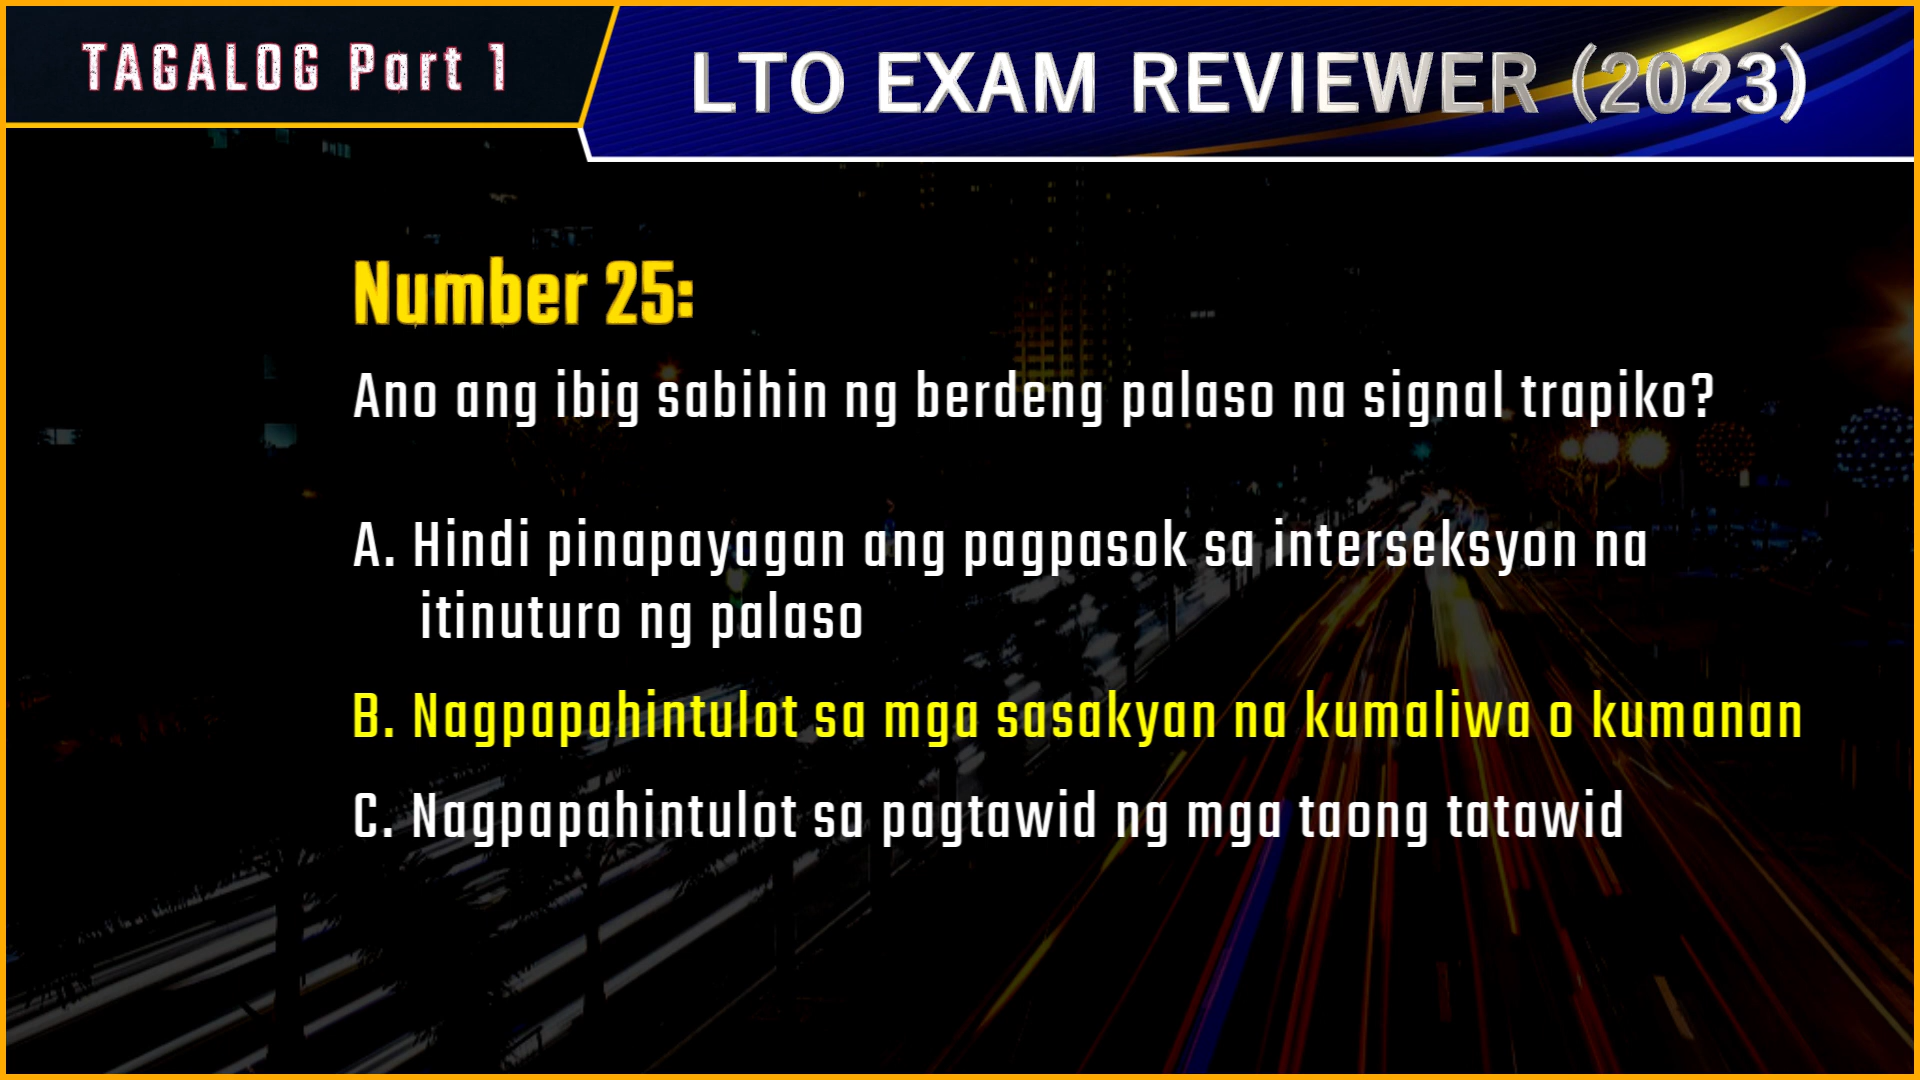 TAGALOG Part 1
LTO EXAM REVIEWER (2023)
Number 25:
Ano ang ibig sabihin ng berdeng palaso na signal trapiko?
A. Hindi pinapayagan ang pagpasok sa interseksyon na
itinuturo ng palaso
B. Nagpapahintulot sa mga sasakyan na kumaliwa o kumanan
C. Nagpapahintulot sa pagtawid ng mga taong tatawid